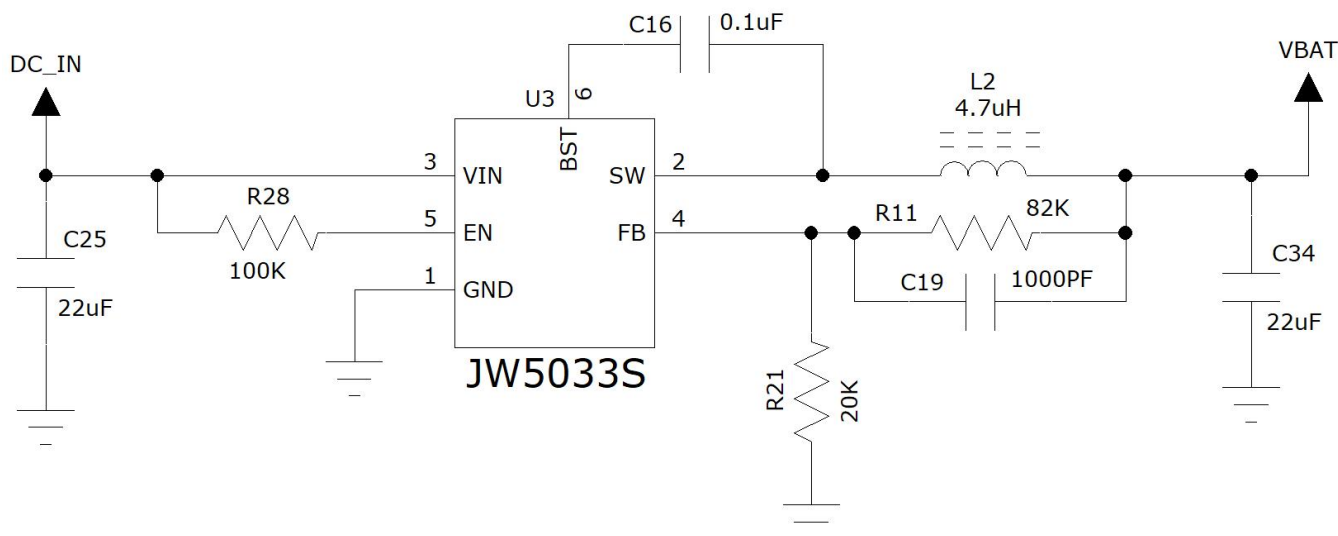 C16
0.1uF
DC_IN
VBAT
U3
6
BST
L2
4.7uH
3
VIN
SW
2
R28
100K
5
EN
FB
4
R11
82K
C25
22uF
1
GND
C19
1000PF
C34
22uF
JW5033S
R21
20K